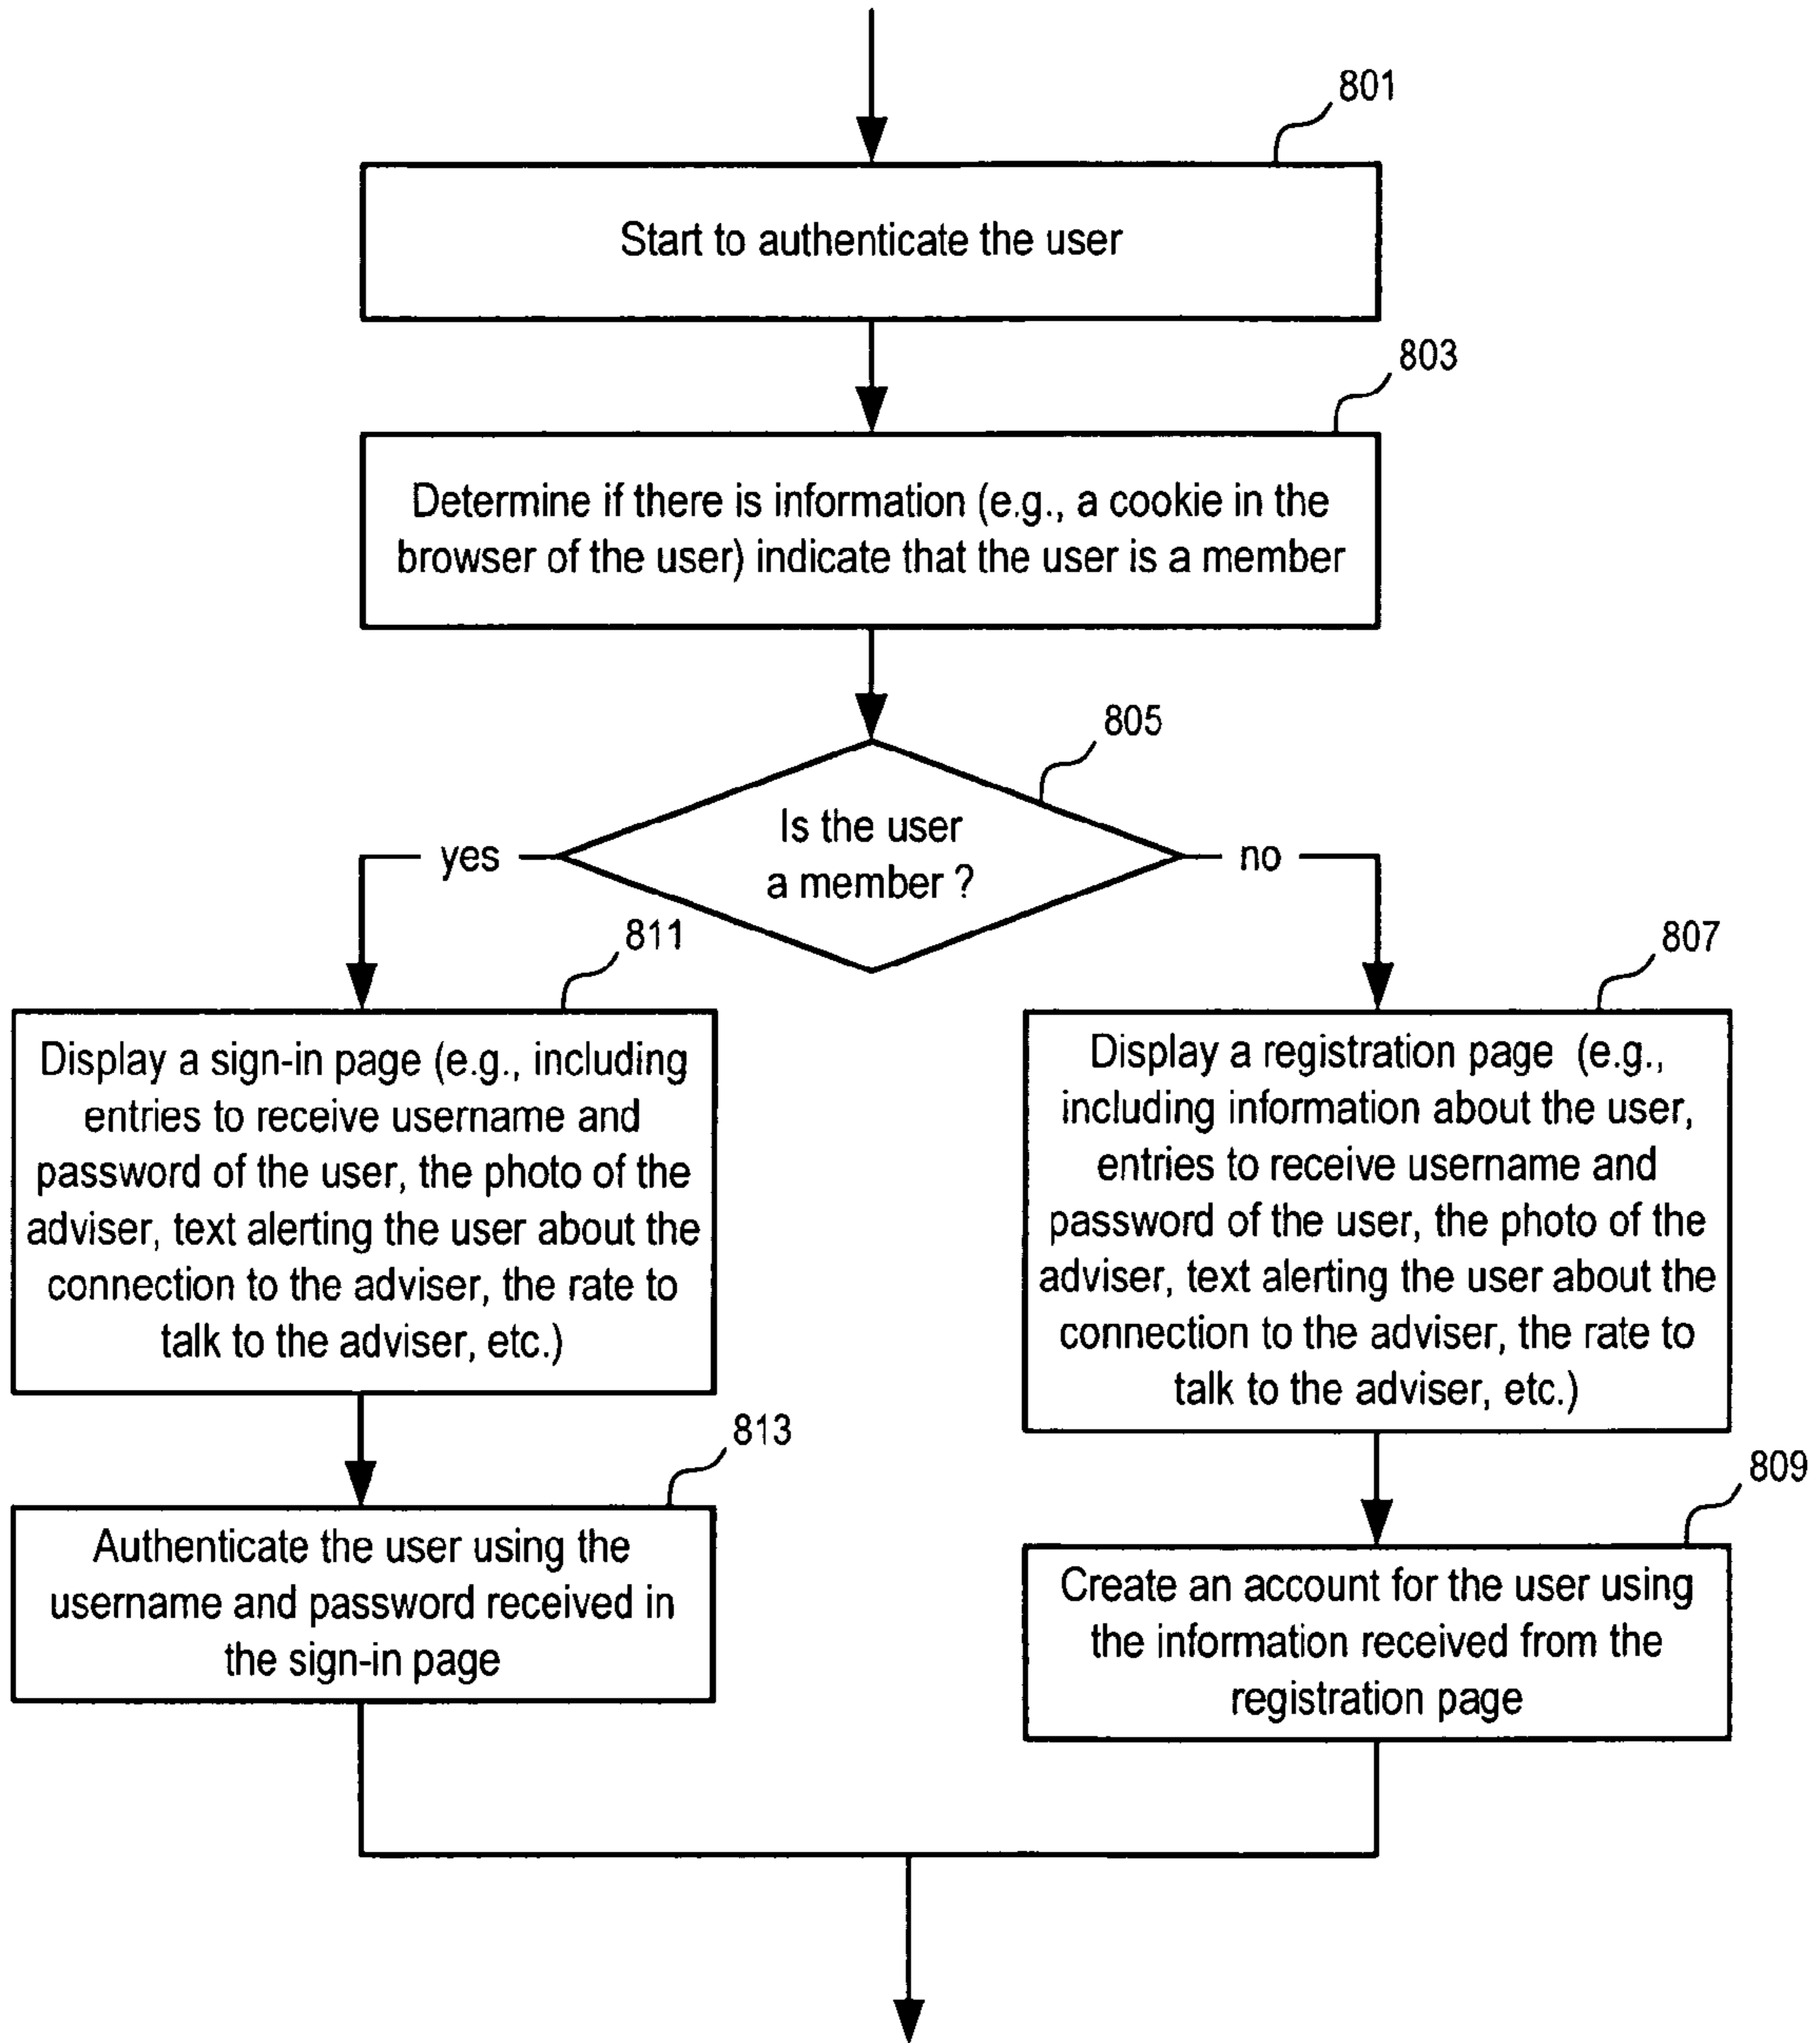 801
Start to authenticate the user
803
Determine if there is information (e.g., a cookie in the
browser of the user) indicate that the user is a member
805
Is the user
a member ?
yes
no
811
Display a sign-in page (e.g., including
entries to receive username and
password of the user, the photo of the
adviser, text alerting the user about the
connection to the adviser, the rate to
talk to the adviser, etc.)
807
Display a registration page (e.g.,
including information about the user,
entries to receive username and
password of the user, the photo of the
adviser, text alerting the user about the
connection to the adviser, the rate to
talk to the adviser, etc.)
813
Authenticate the user using the
username and password received in
the sign-in page
809
Create an account for the user using
the information received from the
registration page